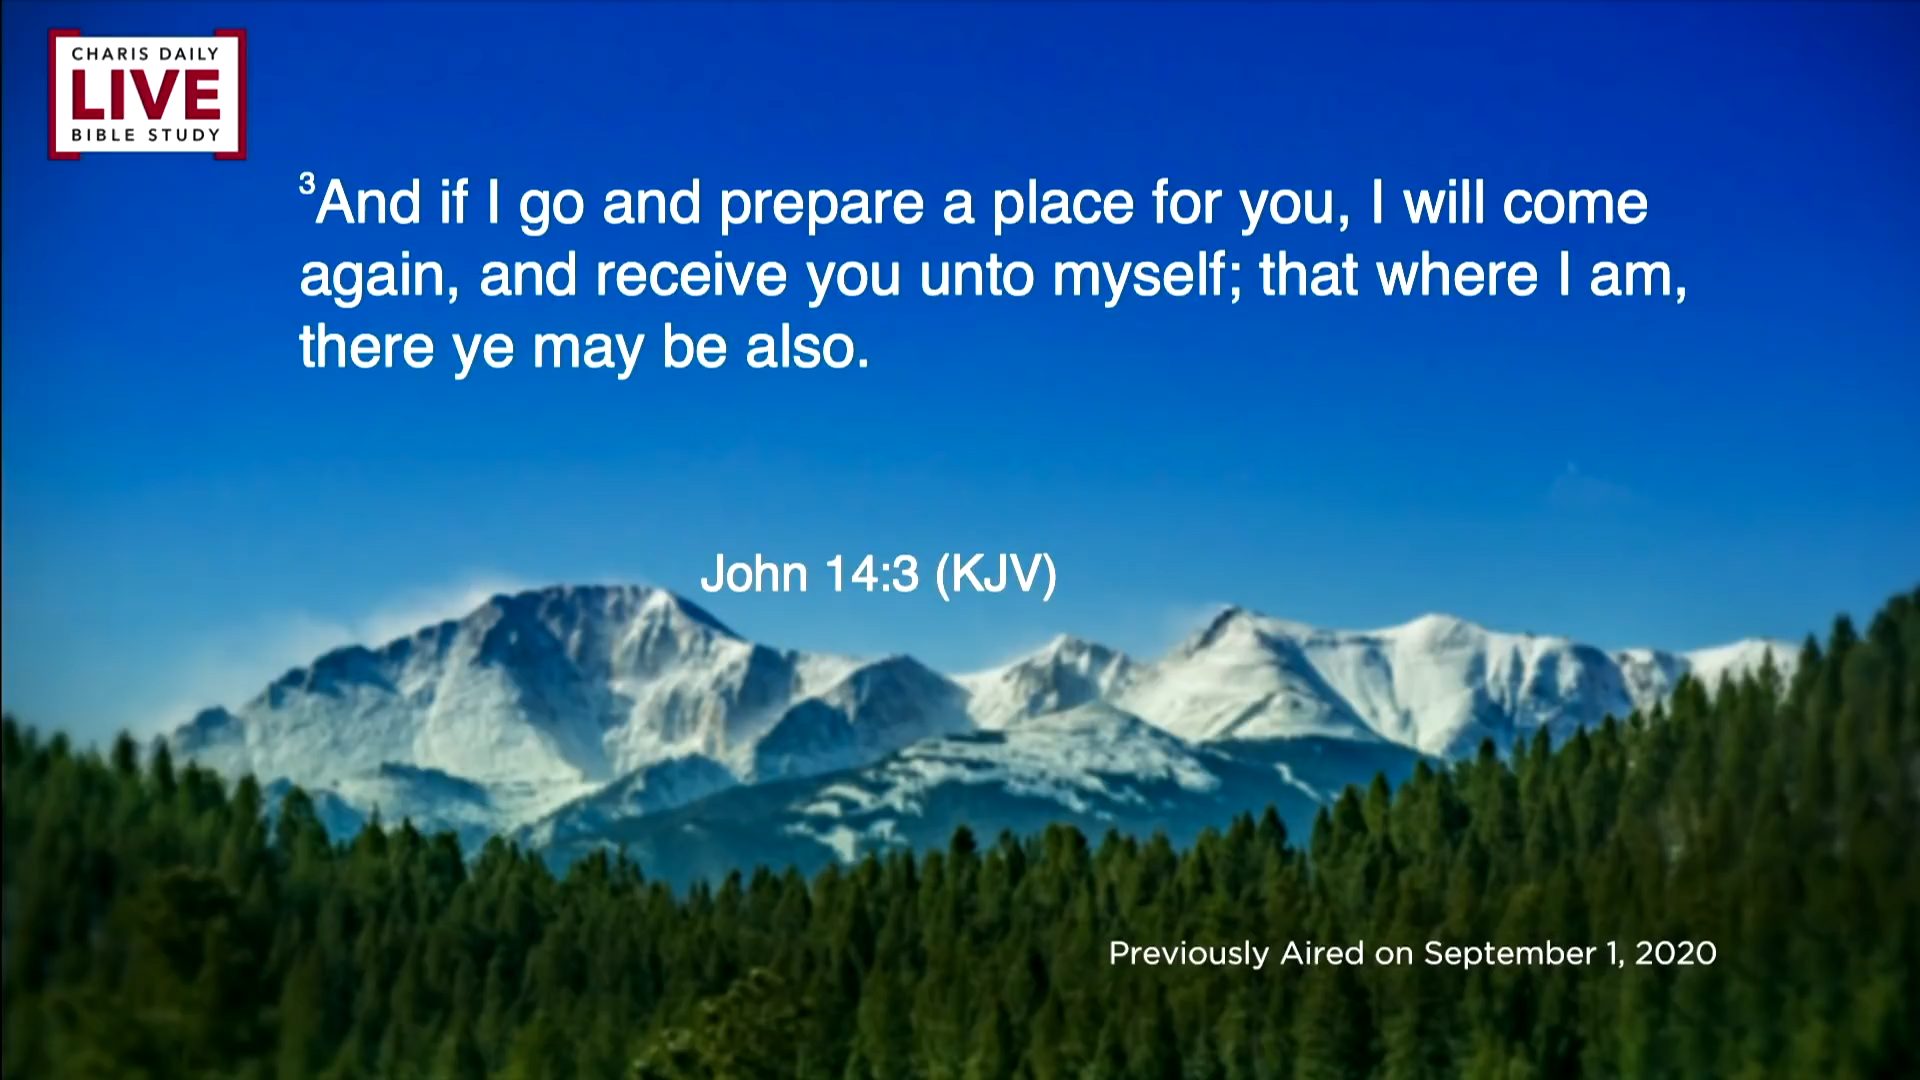 CHARIS DAILY
LIVE
BIBLE STUDY
³And if I go and prepare a place for you, I will come
again, and receive you unto myself; that where I am,
there ye may be also.
John 14:3 (KJV)
Previously Aired on September 1, 2020